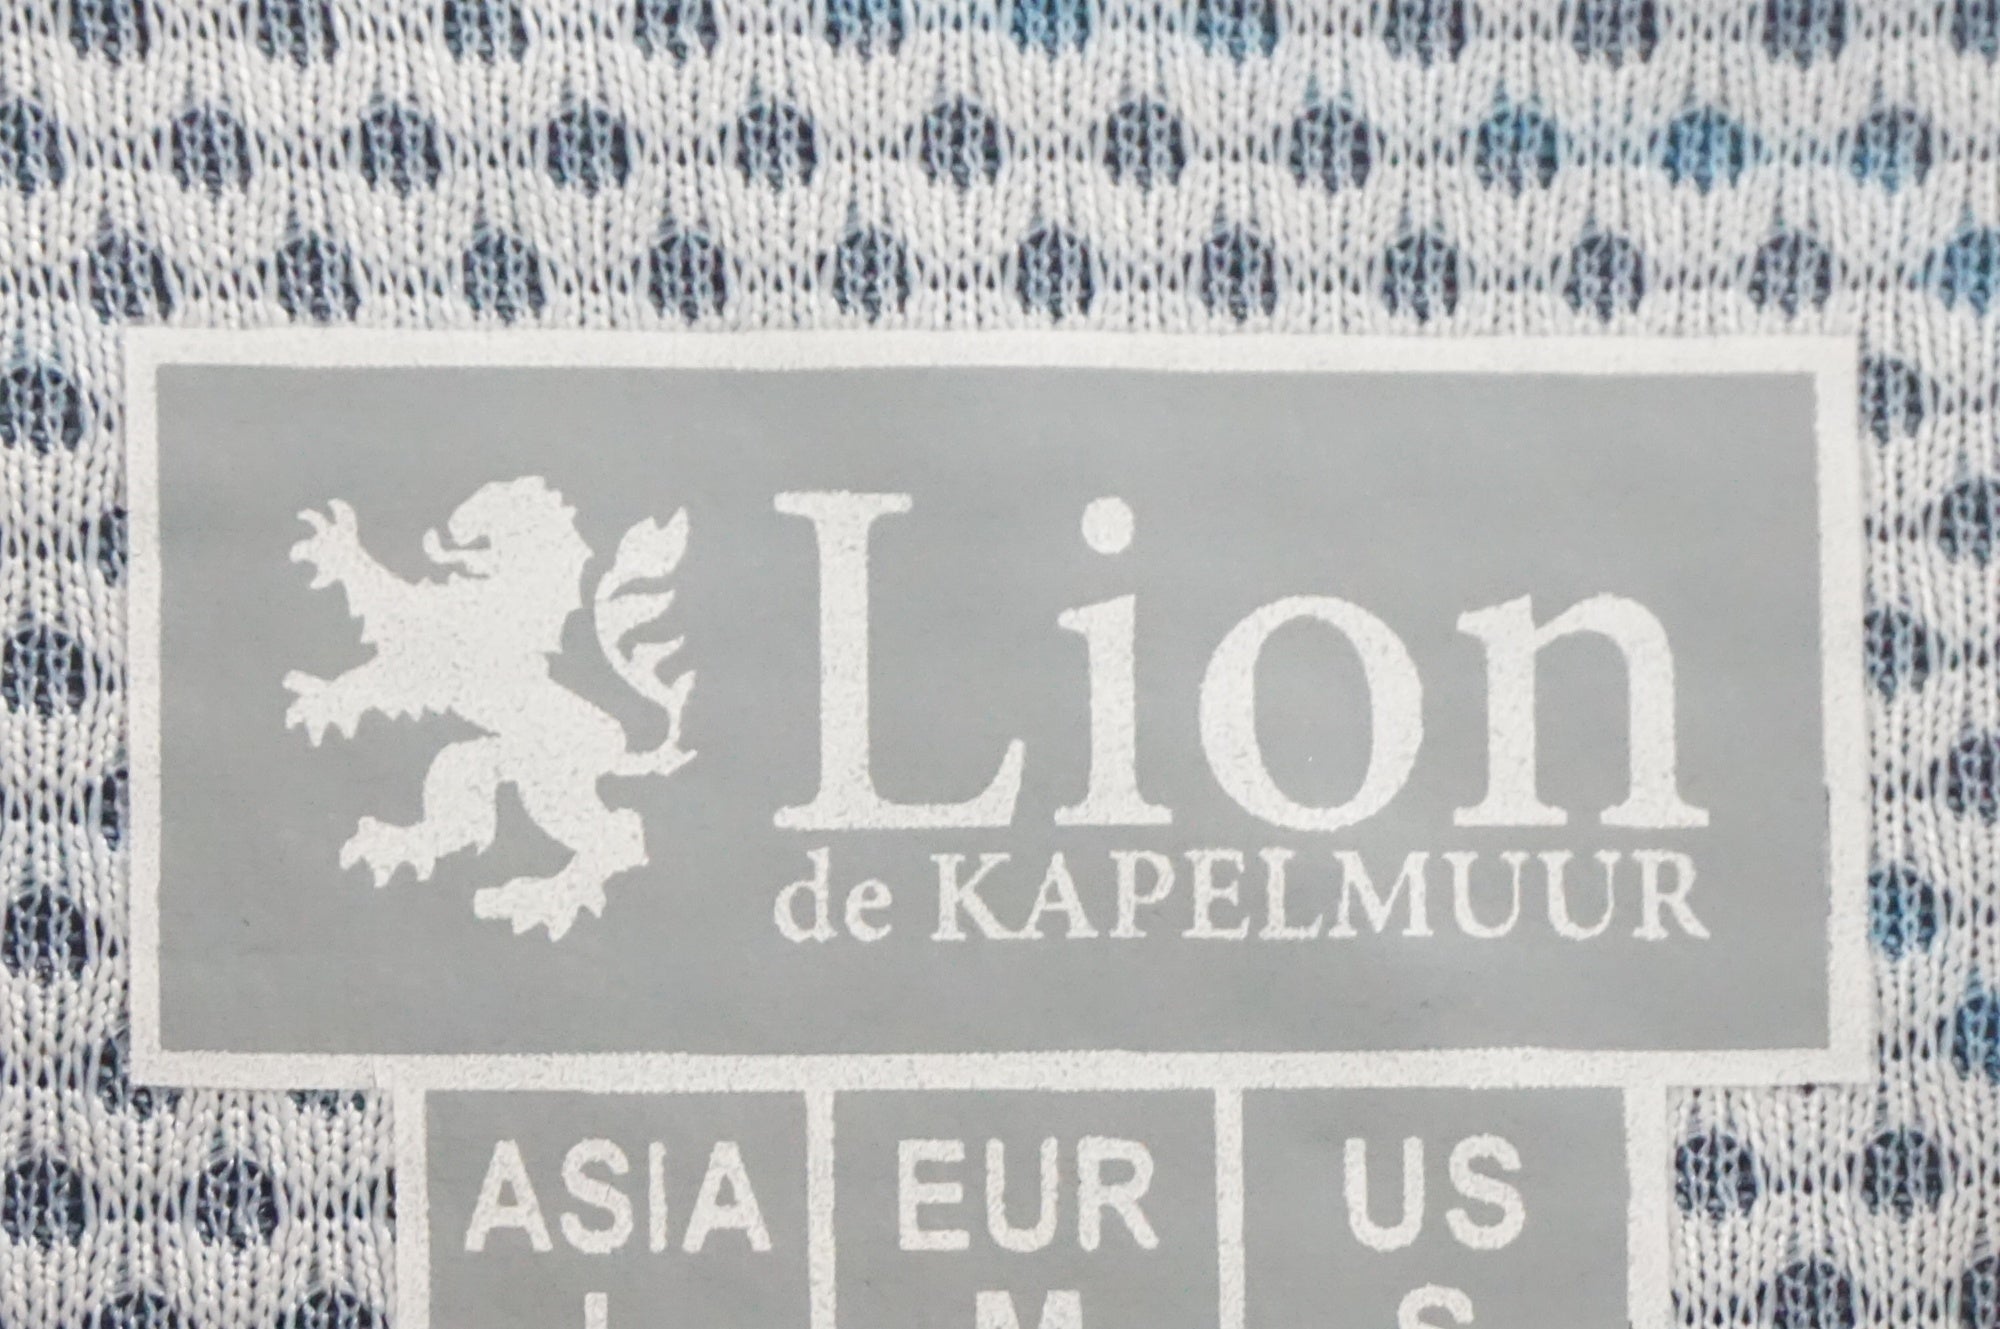 Lion
de KAPELMUUR
ASIA EUR US
L M S